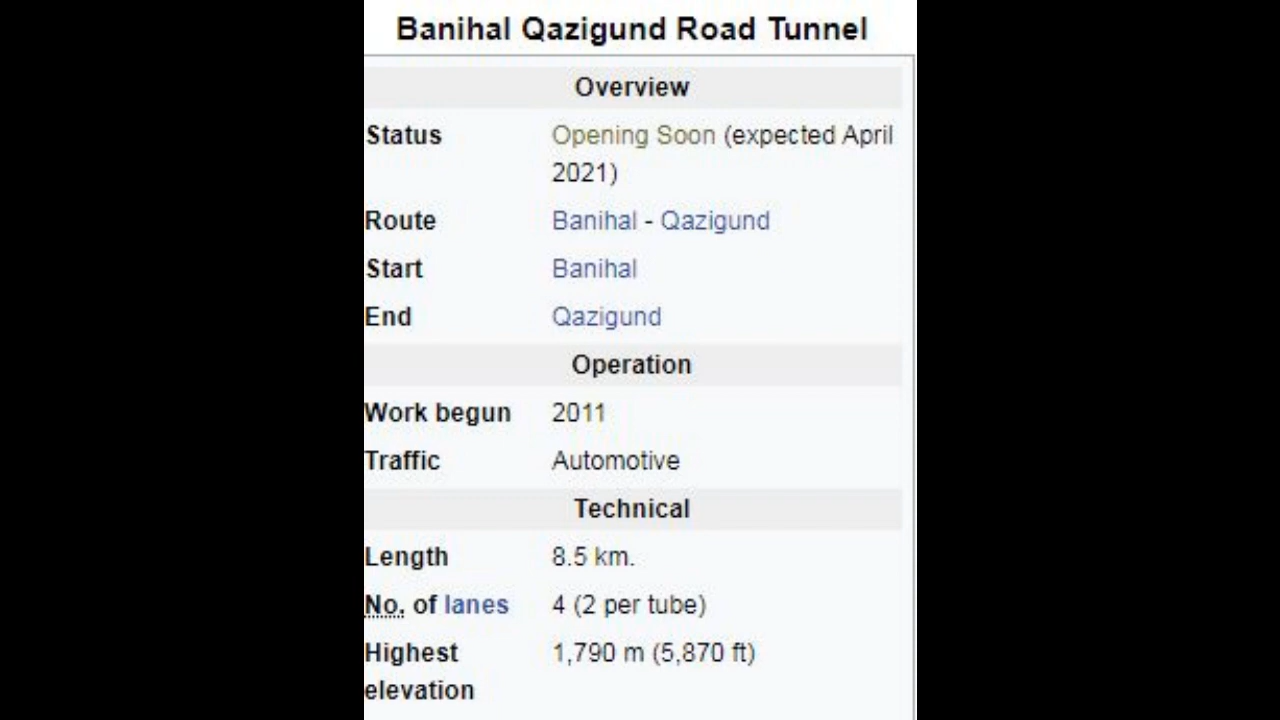 Banihal Qazigund Road Tunnel
Overview
Status Opening Soon (expected April
2021)
Route Banihal - Qazigund
Start Banihal
End Qazigund
Operation
Work begun 2011
Traffic Automotive
Technical
Length 8.5 km.
No. of lanes 4 (2 per tube)
Highest 1,790 m (5,870 ft)
elevation